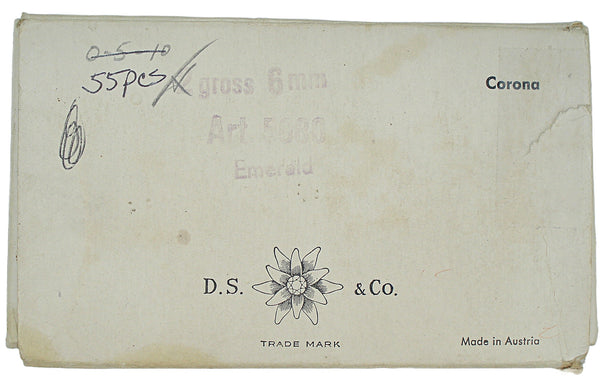 0-5-10
55pcs
gross 6mm
Corona
Art. 5080
Emerald
D.S. & Co.
TRADE MARK
Made in Austria